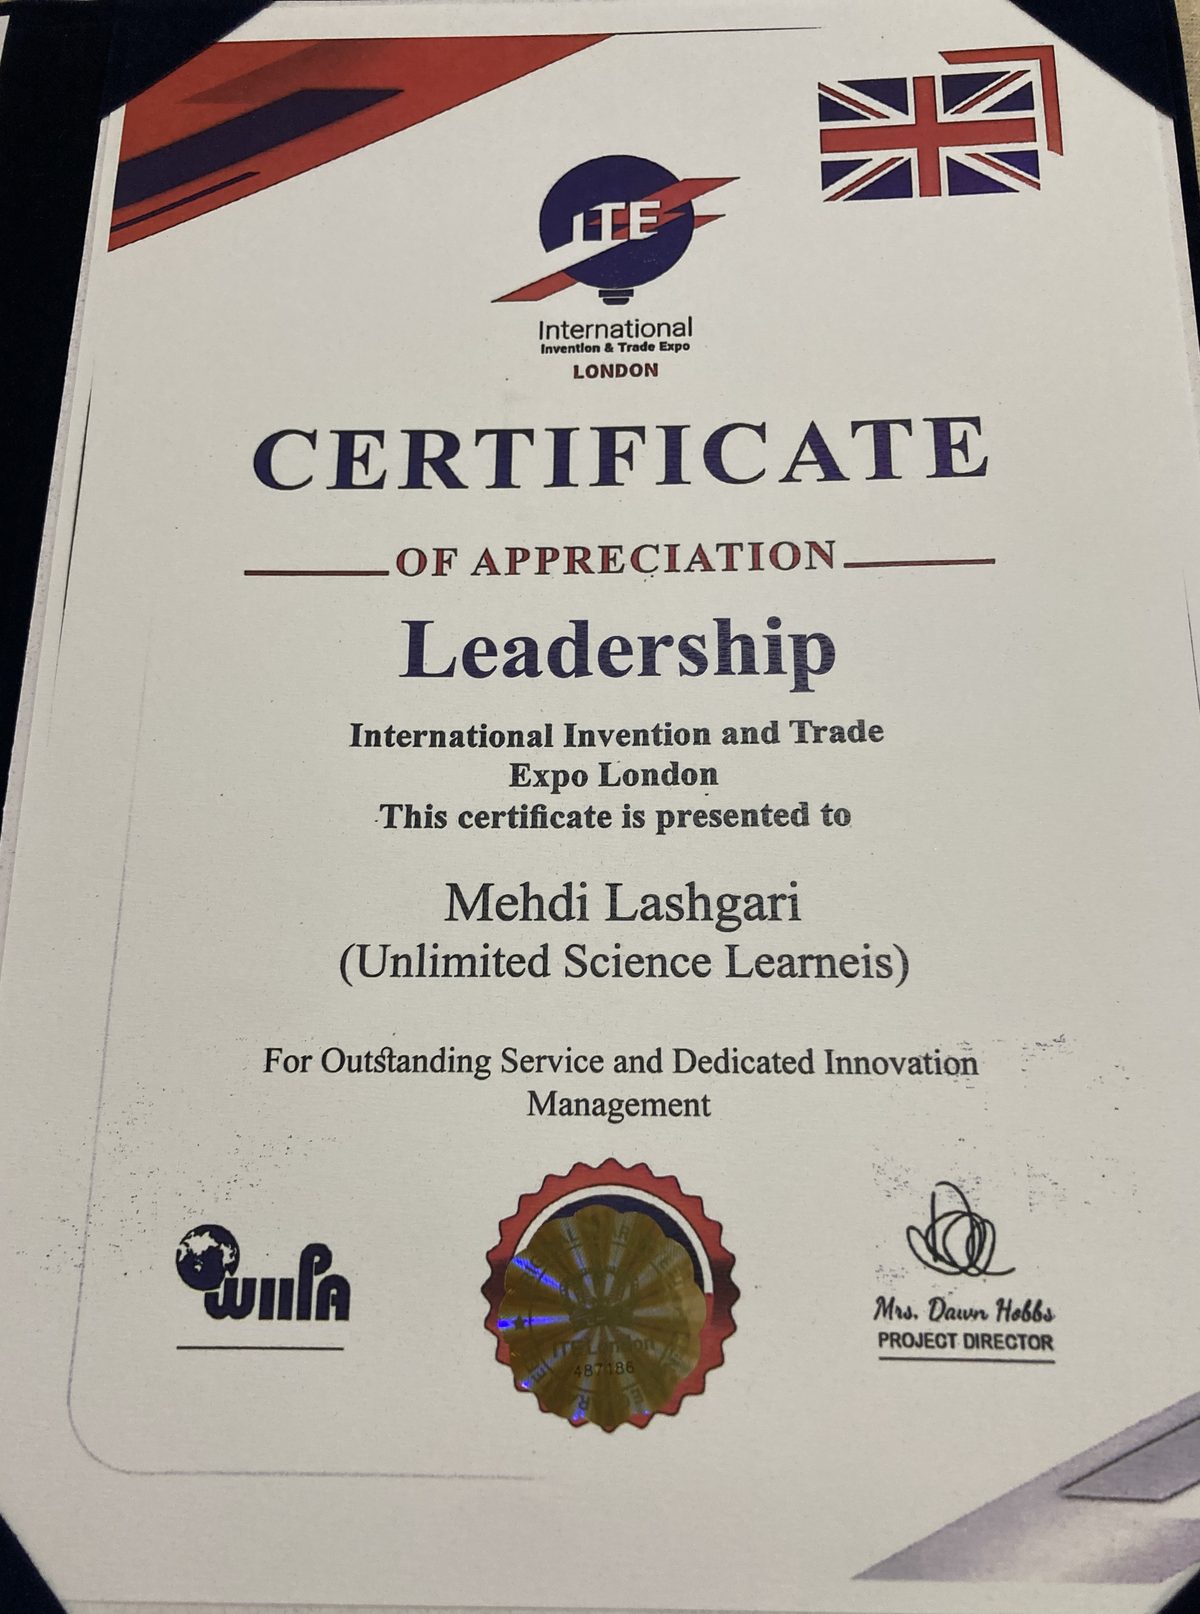 ITE
International
Invention & Trade Expo
LONDON
CERTIFICATE
OF APPRECIATION
Leadership
International Invention and Trade
Expo London
This certificate is presented to
Mehdi Lashgari
(Unlimited Science Learneis)
For Outstanding Service and Dedicated Innovation
Management
WIIPA
ITE London
487186
Mrs. Dawn Hobbs
PROJECT DIRECTOR